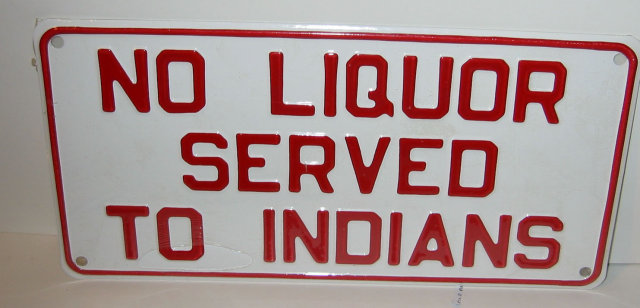 NO LIQUOR
SERVED
TO INDIANS